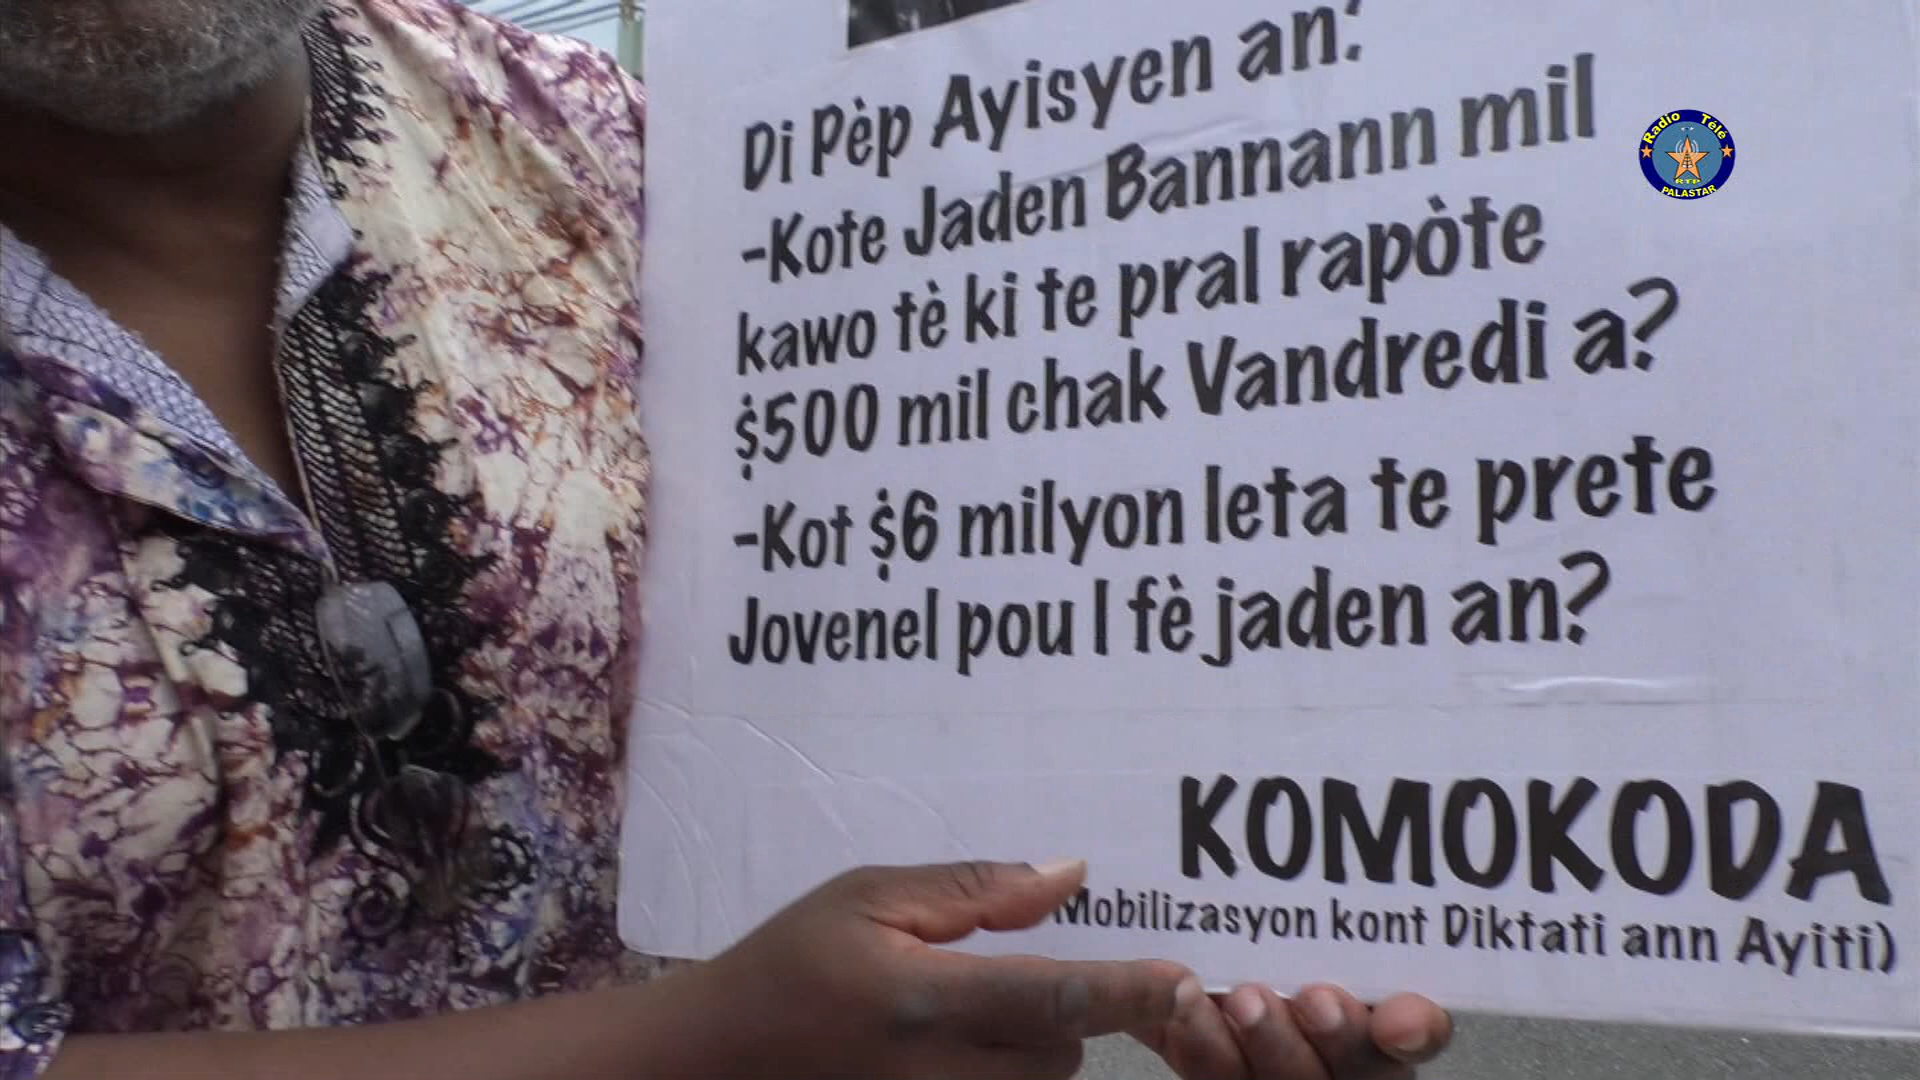 Di Pèp Ayisyen an:
-Kote Jaden Bannann mil
kawo tè ki te pral rapòte
$500 mil chak Vandredi a?
-Kot $6 milyon leta te prete
Jovenel pou l fè jaden an?
KOMOKODA
Mobilizasyon kont Diktati ann Ayiti)
Radio Télé
RTP
PALASTAR